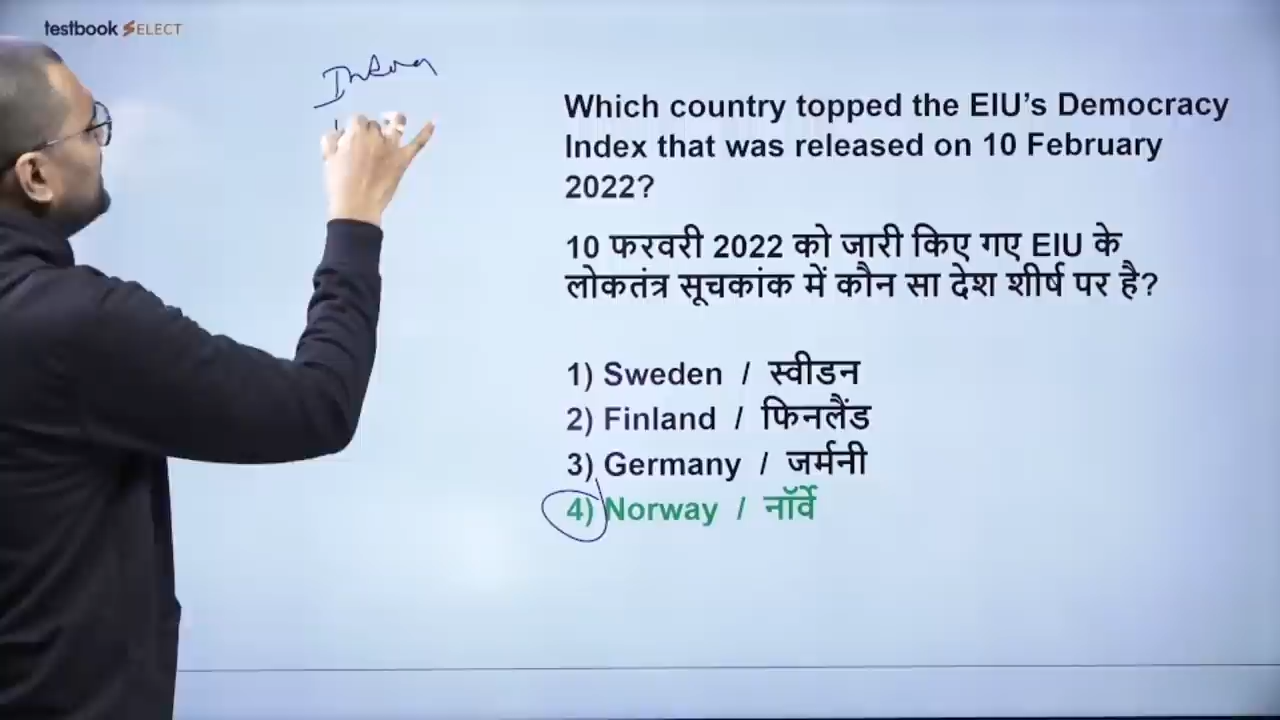 testbook SELECT
Which country topped the EIU’s Democracy
Index that was released on 10 February
2022?
10 फरवरी 2022 को जारी किए गए EIU के
लोकतंत्र सूचकांक में कौन सा देश शीर्ष पर है?
1) Sweden / स्वीडन
2) Finland / फिनलैंड
3) Germany / जर्मनी
4) Norway / नॉर्वे